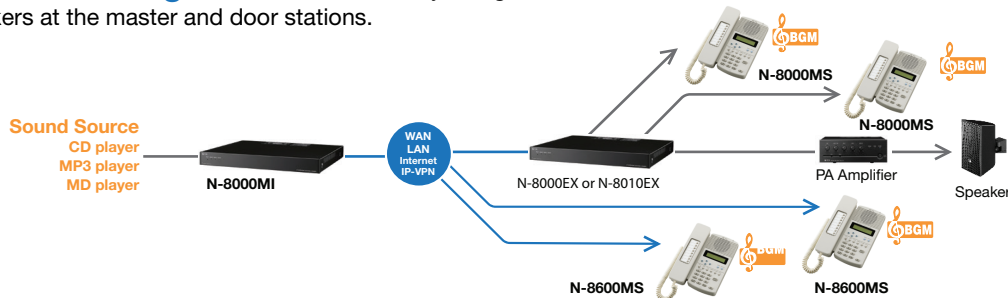 kers at the master and door stations.
BGM
N-8000MS
BGM
N-8000MS
Sound Source
CD player
MP3 player
MD player
N-8000MI
WAN
LAN
Internet
IP-VPN
N-8000EX or N-8010EX
PA Amplifier
Speaker
BGM
N-8600MS
BGM
N-8600MS